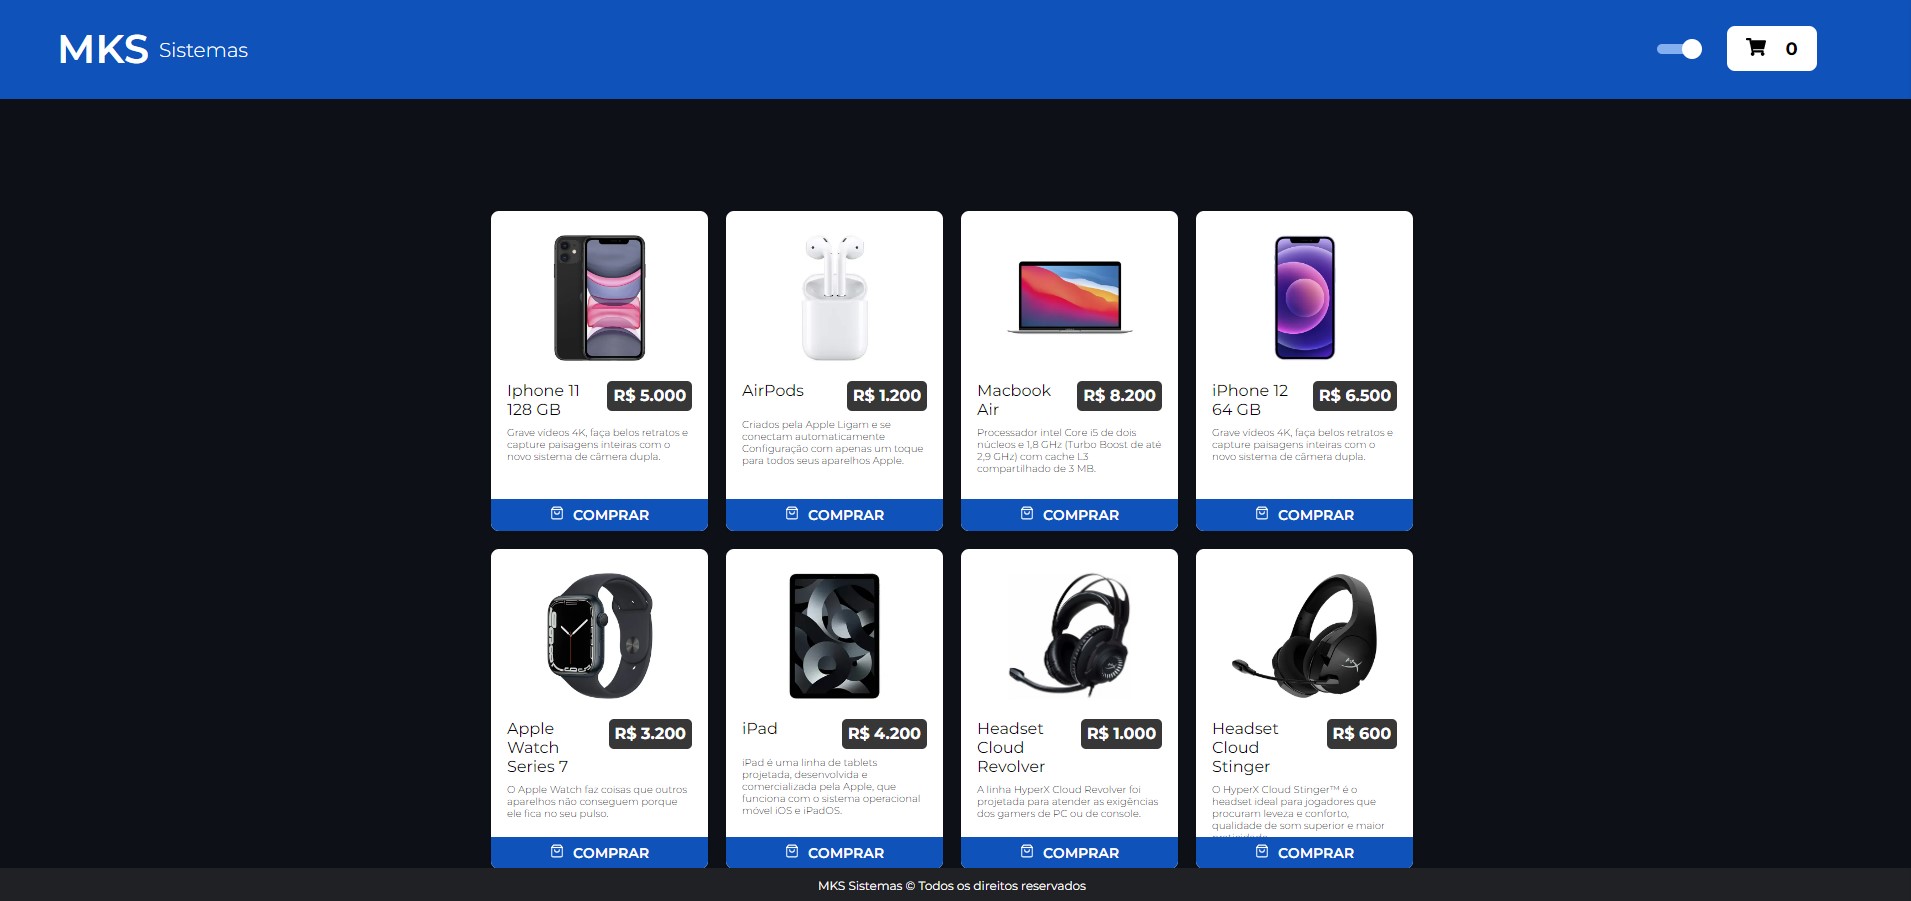 MKS Sistemas
0
Iphone 11
128 GB
R$ 5.000
Grave vídeos 4K, faça belos retratos e
capture paisagens inteiras com o
novo sistema de câmera dupla.
COMPRAR
AirPods
R$ 1.200
Criados pela Apple Ligam e se
conectam automaticamente
Configuração com apenas um toque
para todos seus aparelhos Apple.
COMPRAR
Macbook
Air
R$ 8.200
Processador intel Core i5 de dois
núcleos e 1,8 GHz (Turbo Boost de até
2,9 GHz) com cache L3
compartilhado de 3 MB.
COMPRAR
iPhone 12
64 GB
R$ 6.500
Grave vídeos 4K, faça belos retratos e
capture paisagens inteiras com o
novo sistema de câmera dupla.
COMPRAR
Apple
Watch
Series 7
R$ 3.200
O Apple Watch faz coisas que outros
aparelhos não conseguem porque
ele fica no seu pulso.
COMPRAR
iPad
R$ 4.200
iPad é uma linha de tablets
projetada, desenvolvida e
comercializada pela Apple, que
funciona com o sistema operacional
móvel iOS e iPadOS.
COMPRAR
Headset
Cloud
Revolver
R$ 1.000
A linha HyperX Cloud Revolver foi
projetada para atender as exigências
dos gamers de PC ou de console.
COMPRAR
Headset
Cloud
Stinger
R$ 600
O HyperX Cloud Stinger™ é o
headset ideal para jogadores que
procuram leveza e conforto,
qualidade de som superior e maior
COMPRAR
MKS Sistemas © Todos os direitos reservados